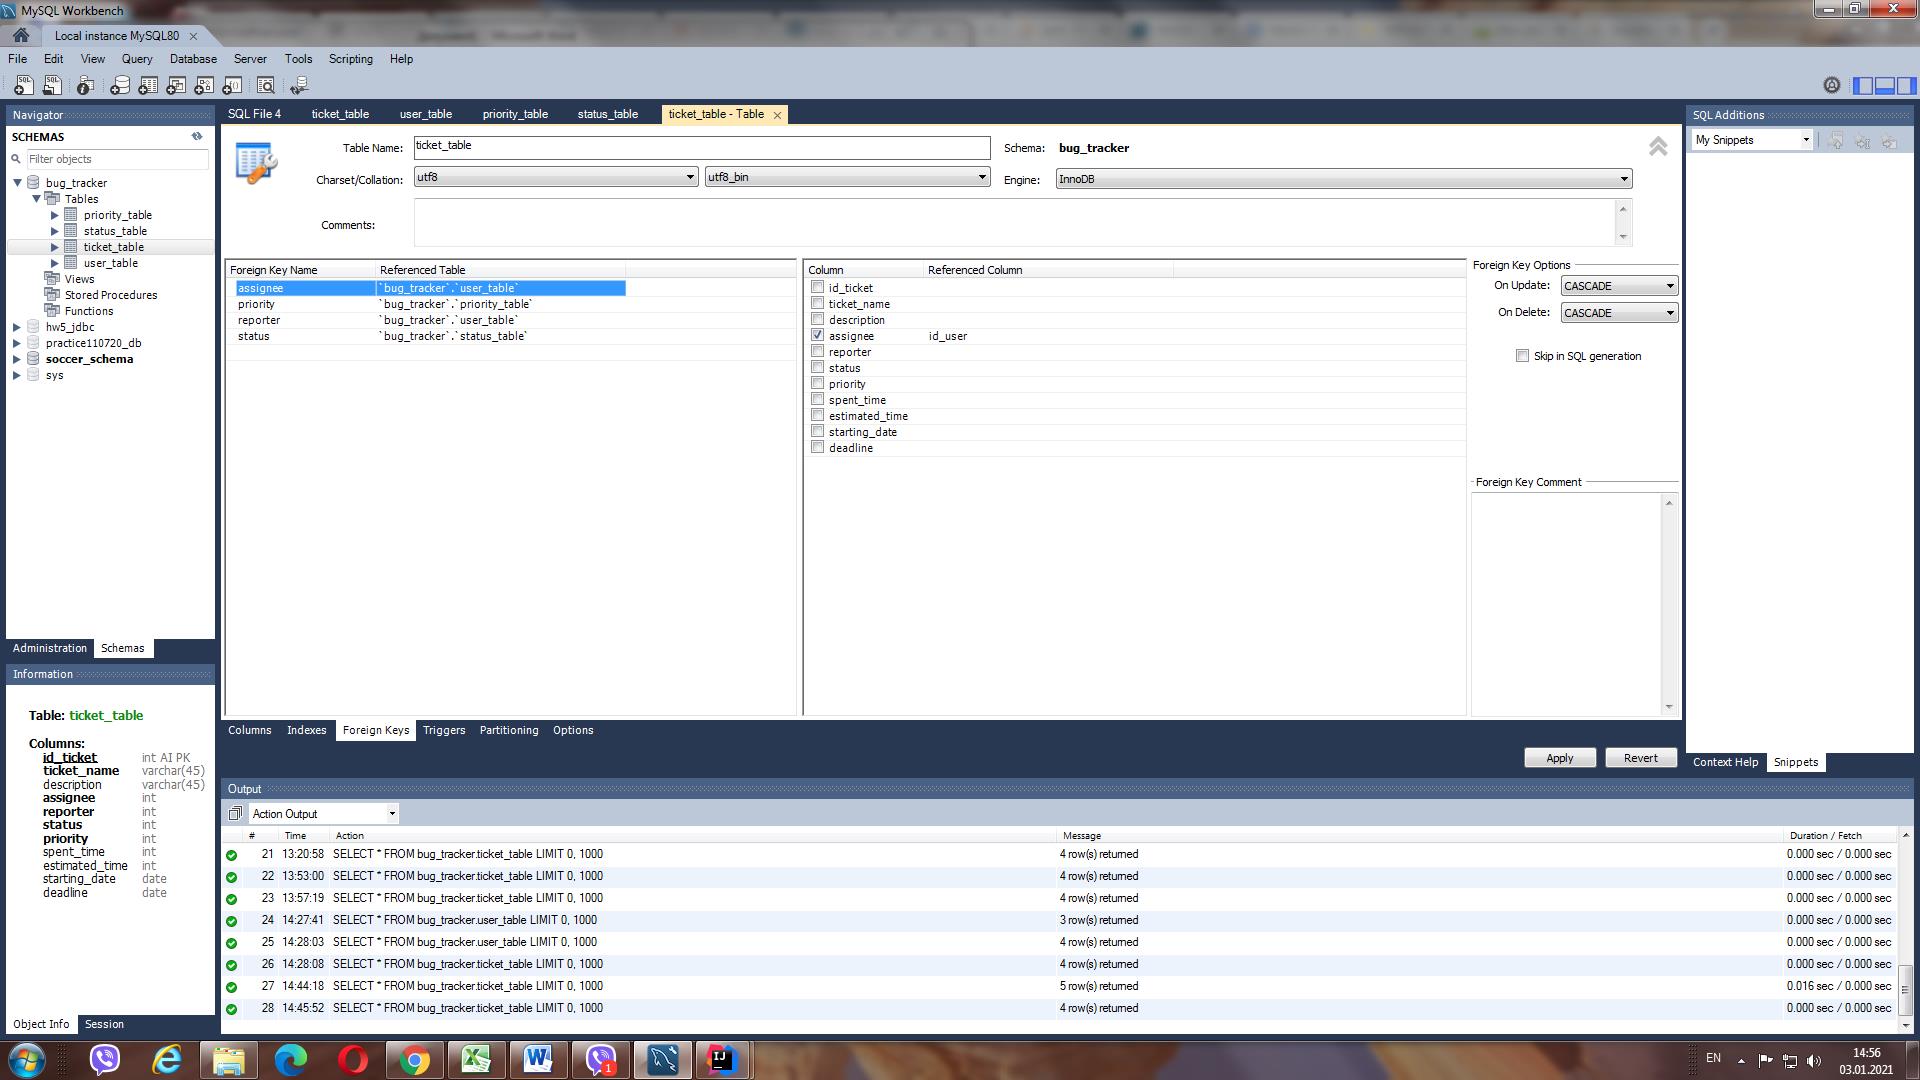 MySQL Workbench
Local instance MySQL80
File Edit View Query Database Server Tools Scripting Help
Navigator
SCHEMAS
Filter objects
bug_tracker
Tables
priority_table
status_table
ticket_table
user_table
Views
Stored Procedures
Functions
hw5_jdbc
practice110720_db
soccer_schema
sys
Administration Schemas
Information
Table: ticket_table
Columns:
id_ticket int AI PK
ticket_name varchar(45)
description varchar(45)
assignee int
reporter int
status int
priority int
spent_time int
estimated_time int
starting_date date
deadline date
Object Info Session
SQL File 4 ticket_table user_table priority_table status_table ticket_table - Table
Table Name: ticket_table Schema: bug_tracker
Charset/Collation: utf8 utf8_bin Engine: InnoDB
Comments:
Foreign Key Name Referenced Table
assignee `bug_tracker`.`user_table`
priority `bug_tracker`.`priority_table`
reporter `bug_tracker`.`user_table`
status `bug_tracker`.`status_table`
Column Referenced Column
id_ticket
ticket_name
description
assignee id_user
reporter
status
priority
spent_time
estimated_time
starting_date
deadline
Foreign Key Options
On Update: CASCADE
On Delete: CASCADE
Skip in SQL generation
Foreign Key Comment
Columns Indexes Foreign Keys Triggers Partitioning Options
Apply Revert
SQL Additions
My Snippets
Context Help Snippets
Output
Action Output
# Time Action Message Duration / Fetch
21 13:20:58 SELECT * FROM bug_tracker.ticket_table LIMIT 0, 1000 4 row(s) returned 0.000 sec / 0.000 sec
22 13:53:00 SELECT * FROM bug_tracker.ticket_table LIMIT 0, 1000 4 row(s) returned 0.000 sec / 0.000 sec
23 13:57:19 SELECT * FROM bug_tracker.ticket_table LIMIT 0, 1000 4 row(s) returned 0.000 sec / 0.000 sec
24 14:27:41 SELECT * FROM bug_tracker.user_table LIMIT 0, 1000 3 row(s) returned 0.000 sec / 0.000 sec
25 14:28:03 SELECT * FROM bug_tracker.user_table LIMIT 0, 1000 4 row(s) returned 0.000 sec / 0.000 sec
26 14:28:08 SELECT * FROM bug_tracker.ticket_table LIMIT 0, 1000 4 row(s) returned 0.000 sec / 0.000 sec
27 14:44:18 SELECT * FROM bug_tracker.ticket_table LIMIT 0, 1000 5 row(s) returned 0.016 sec / 0.000 sec
28 14:45:52 SELECT * FROM bug_tracker.ticket_table LIMIT 0, 1000 4 row(s) returned 0.000 sec / 0.000 sec
EN
14:56
03.01.2021